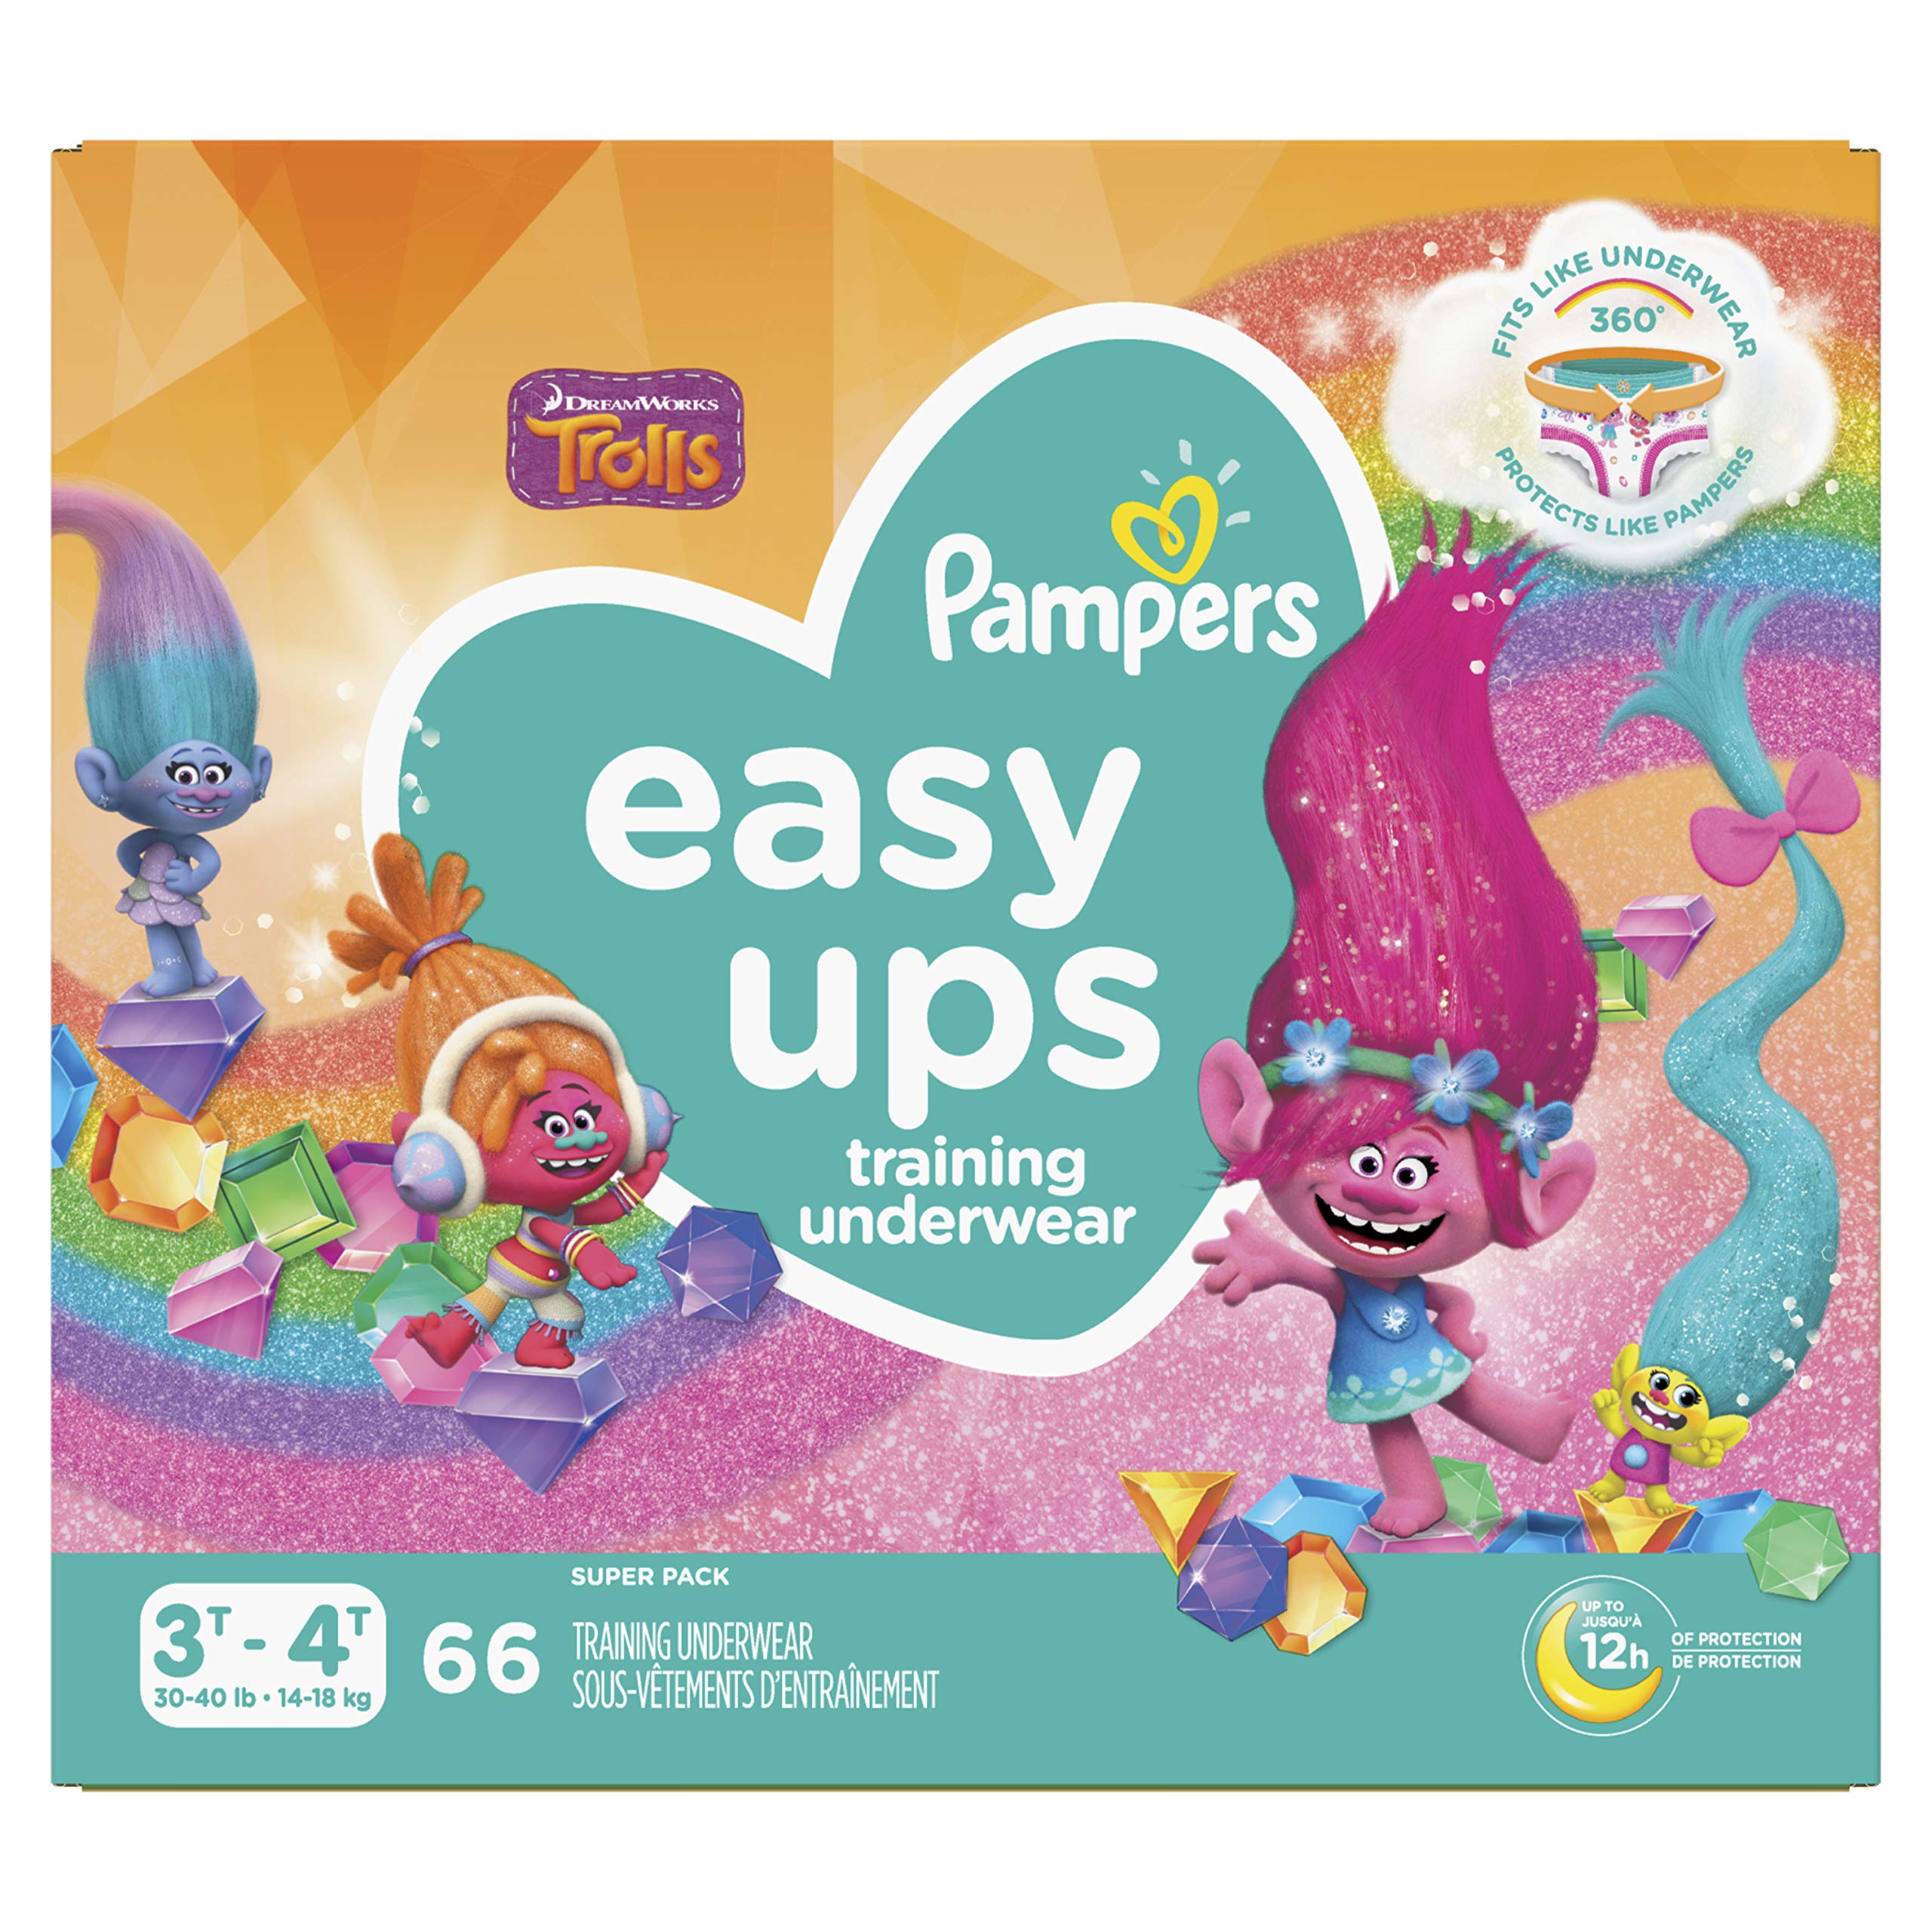 FITS LIKE UNDERWEAR
360°
PROTECTS LIKE PAMPERS
DREAMWORKS
Trolls
Pampers
easy
ups
training
underwear
SUPER PACK
3T - 4T
30-40 lb • 14-18 kg
66
TRAINING UNDERWEAR
SOUS-VÊTEMENTS D'ENTRAÎNEMENT
UP TO
JUSQU'À
12h
OF PROTECTION
DE PROTECTION